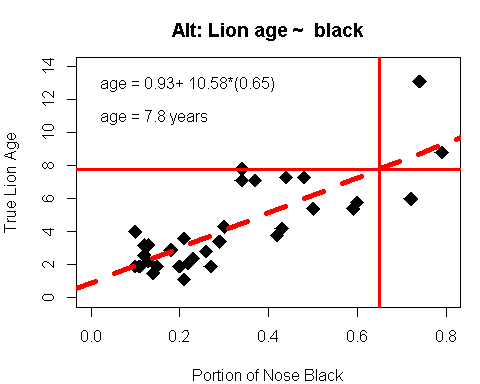 Alt: Lion age ~ black
age = 0.93+ 10.58*(0.65)
age = 7.8 years
True Lion Age
14
12
10
8
6
4
2
0
0.0 0.2 0.4 0.6 0.8
Portion of Nose Black